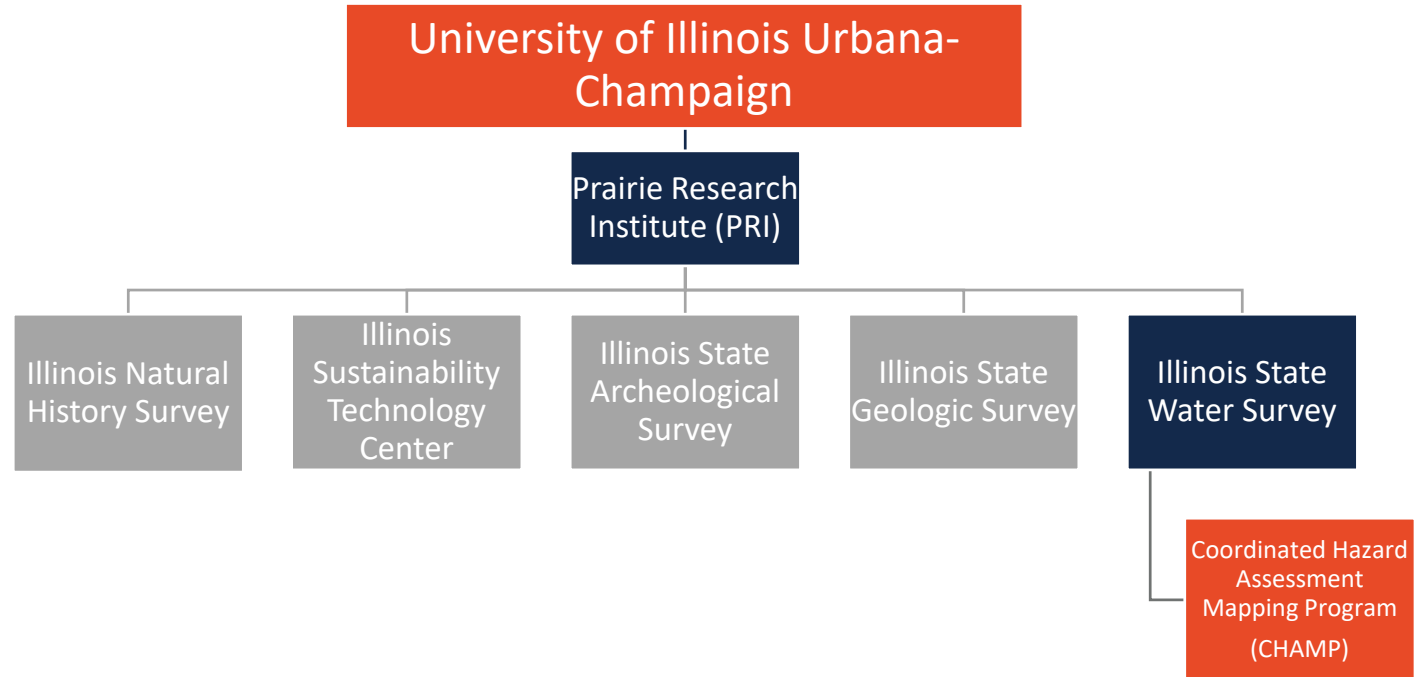 University of Illinois Urbana-
Champaign
Prairie Research
Institute (PRI)
Illinois Natural
History Survey
Illinois
Sustainability
Technology
Center
Illinois State
Archeological
Survey
Illinois State
Geologic Survey
Illinois State
Water Survey
Coordinated Hazard
Assessment
Mapping Program
(CHAMP)